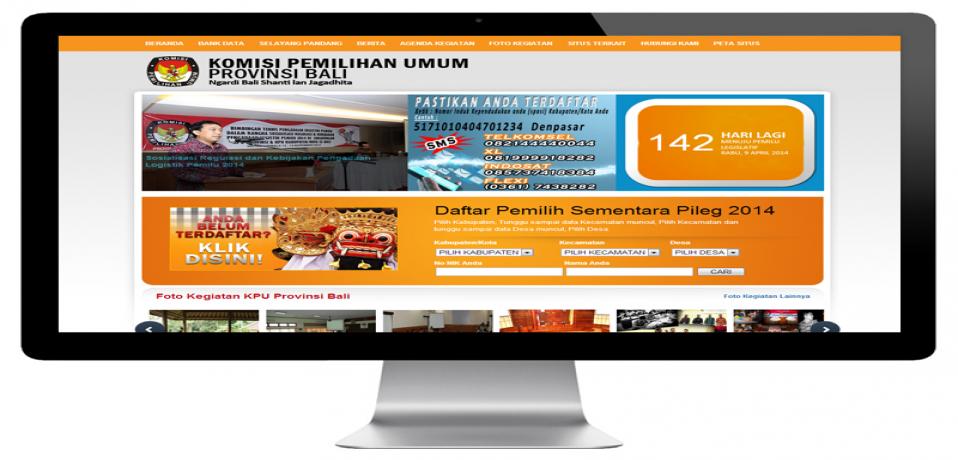 BERANDA BANK DATA SELAYANG PANDANG BERITA AGENDA KEGIATAN FOTO KEGIATAN SITUS TERKAIT HUBUNGI KAMI PETA SITUS
KOMISI
PEMILIHAN UMUM
KOMISI PEMILIHAN UMUM
PROVINSI BALI
Ngardi Bali Shanti lan Jagadhita
Sosialisasi Regulasi dan Kebijakan Pengadaan
Logistik Pemilu 2014
PASTIKAN ANDA TERDAFTAR
Contoh :
5171010404701234 Denpasar
SMS
TELKOMSEL
082144440044
XL
081999918282
INDOSAT
085737418384
FLEXI
(0361) 7438282
142
HARI LAGI
MENUJU PEMILU
LEGISLATIF
RABU, 9 APRIL 2014
ANDA
BELUM
TERDAFTAR?
KLIK
DISINI!!
Daftar Pemilih Sementara Pileg 2014
Pilih Kabupaten, Tunggu sampai data Kecamatan muncul, Pilih Kecamatan dan
tunggu sampai data Desa muncul, Pilih Desa
Kabupaten/Kota Kecamatan Desa
PILIH KABUPATEN PILIH KECAMATAN PILIH DESA
No NIK Anda Nama Anda
CARI
Foto Kegiatan KPU Provinsi Bali Foto Kegiatan Lainnya